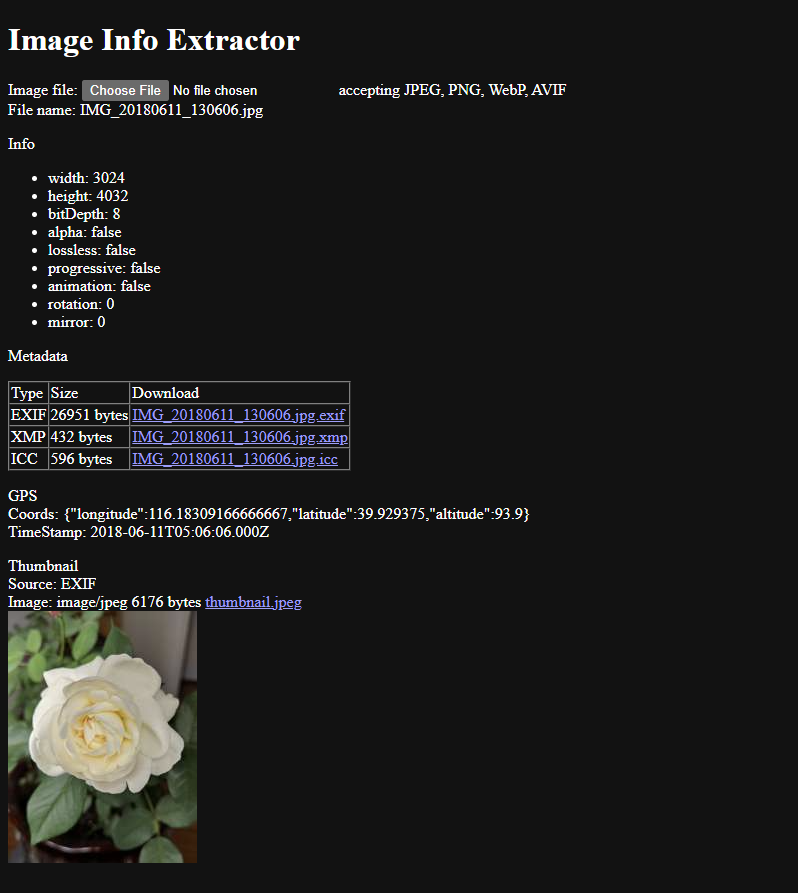 Image Info Extractor
Image file: Choose File No file chosen accepting JPEG, PNG, WebP, AVIF
File name: IMG_20180611_130606.jpg
Info
• width: 3024
• height: 4032
• bitDepth: 8
• alpha: false
• lossless: false
• progressive: false
• animation: false
• rotation: 0
• mirror: 0
Metadata
Type Size Download
EXIF 26951 bytes IMG_20180611_130606.jpg.exif
XMP 432 bytes IMG_20180611_130606.jpg.xmp
ICC 596 bytes IMG_20180611_130606.jpg.icc
GPS
Coords: {"longitude":116.18309166666667,"latitude":39.929375,"altitude":93.9}
TimeStamp: 2018-06-11T05:06:06.000Z
Thumbnail
Source: EXIF
Image: image/jpeg 6176 bytes thumbnail.jpeg